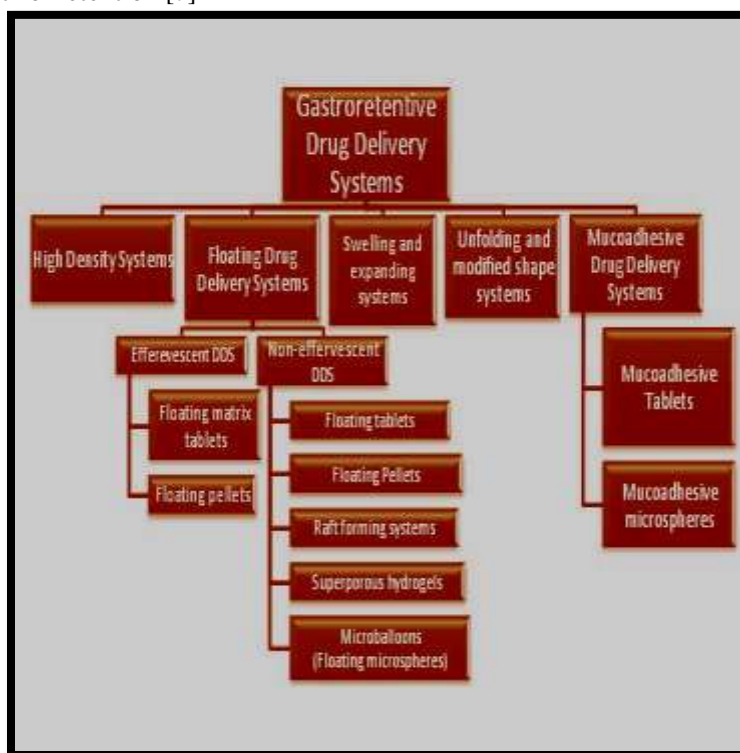 Gastroretentive
Drug Delivery
Systems
High Density Systems
Floating Drug
Delivery Systems
Swelling and
expanding
systems
Unfolding and
modified shape
systems
Mucoadhesive
Drug Delivery
Systems
Efferevescent DDS
Non-effervescent
DDS
Floating matrix
tablets
Floating pellets
Floating tablets
Floating Pellets
Raft forming systems
Superporous hydrogels
Microballoons
(Floating microspheres)
Mucoadhesive
Tablets
Mucoadhesive
microspheres